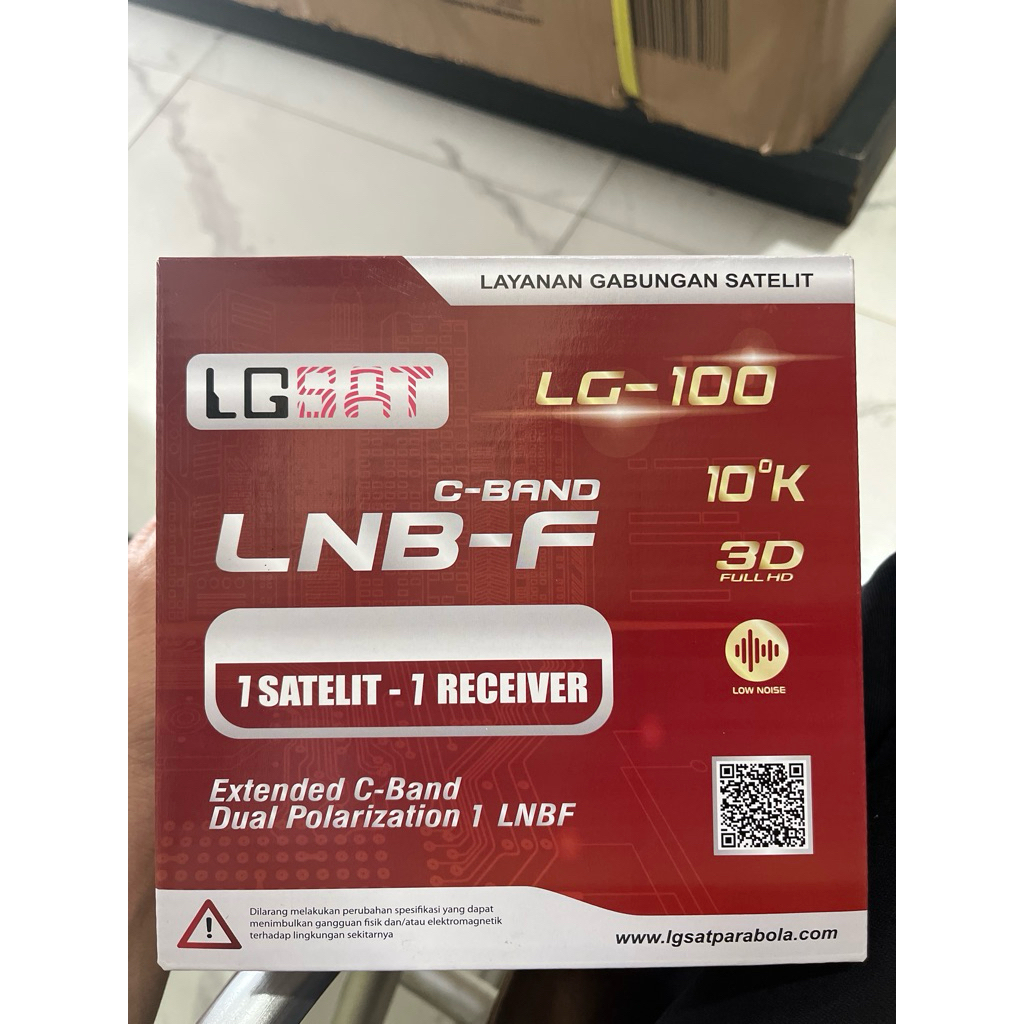 LAYANAN GABUNGAN SATELIT
LGSAT
LG-100
C-BAND
LNB-F
10°K
3D
FULL HD
LOW NOISE
1 SATELIT - 1 RECEIVER
Extended C-Band
Dual Polarization 1 LNBF
Dilarang melakukan perubahan spesifikasi yang dapat
menimbulkan gangguan fisik dan/atau elektromagnetik
terhadap lingkungan sekitarnya
www.lgsatparabola.com